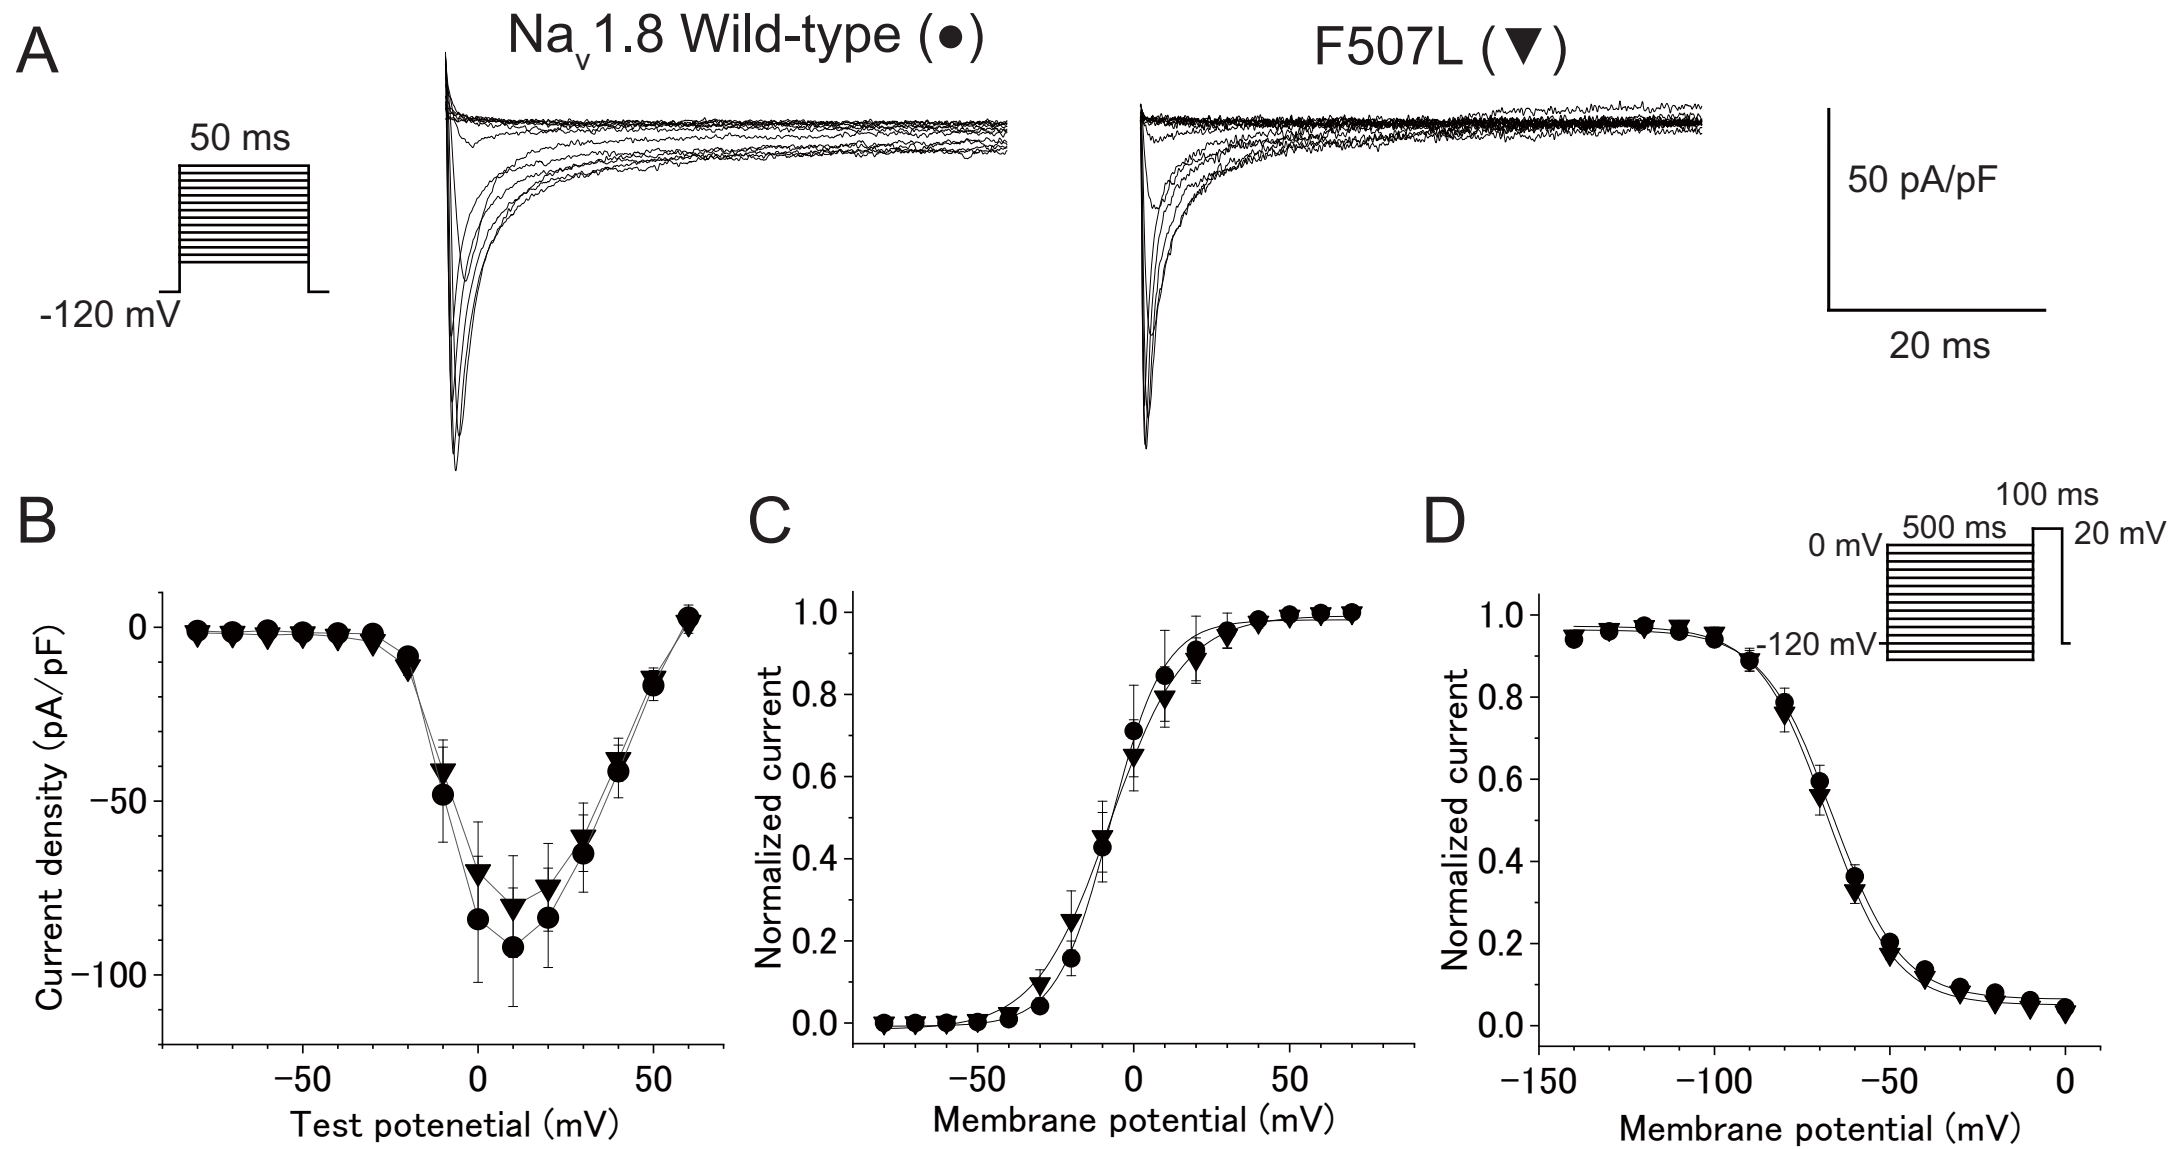 A
Nav1.8 Wild-type (●)
F507L (▼)
50 ms
-120 mV
50 pA/pF
20 ms
B
C
D
100 ms
500 ms
0 mV
20 mV
-120 mV
Current density (pA/pF)
0
−50
−100
−50
0
50
Test potenetial (mV)
Normalized current
1.0
0.8
0.6
0.4
0.2
0.0
−50
0
50
Membrane potential (mV)
Normalized current
1.0
0.8
0.6
0.4
0.2
0.0
−150
−100
−50
0
Membrane potential (mV)